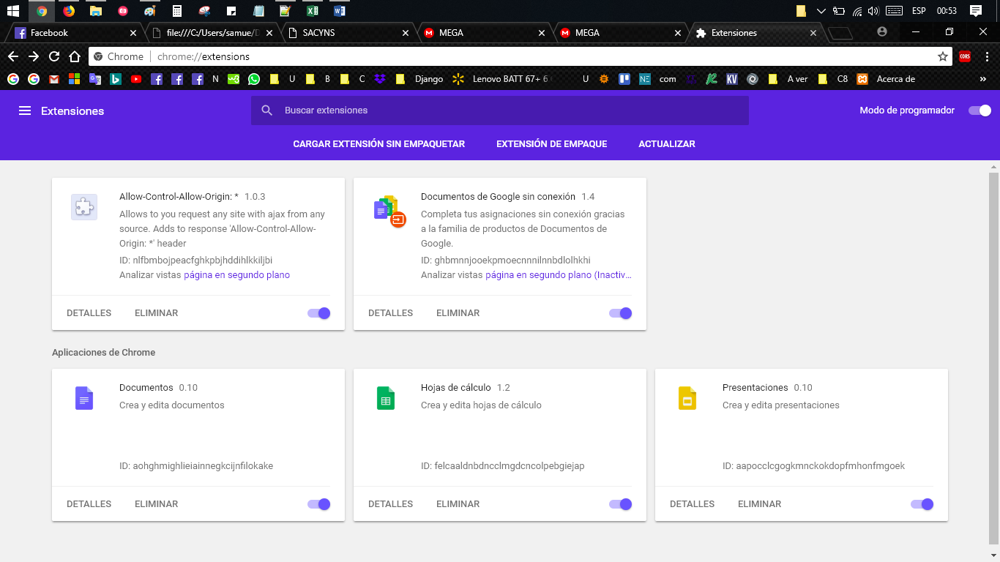 ESP 00:53
Facebook file:///C:/Users/samue/D SACYNS MEGA MEGA Extensiones
Chrome chrome://extensions CORS
N U B C Django Lenovo BATT 67+ 6 U NE com KV A ver C8 Acerca de »
Extensiones Buscar extensiones Modo de programador
CARGAR EXTENSIÓN SIN EMPAQUETAR EXTENSIÓN DE EMPAQUE ACTUALIZAR
Allow-Control-Allow-Origin: * 1.0.3
Allows to you request any site with ajax from any
source. Adds to response 'Allow-Control-Allow-
Origin: *' header
ID: nlfbmbojpeacfghkpbjhddihlkkiljbi
Analizar vistas página en segundo plano
DETALLES ELIMINAR
Documentos de Google sin conexión 1.4
Completa tus asignaciones sin conexión gracias
a la familia de productos de Documentos de
Google.
ID: ghbmnnjooekpmoecnnnilnnbdlolhkhi
Analizar vistas página en segundo plano (Inactiv...
DETALLES ELIMINAR
Aplicaciones de Chrome
Documentos 0.10
Crea y edita documentos
ID: aohghmighlieiainnegkcijnfilokake
DETALLES ELIMINAR
Hojas de cálculo 1.2
Crea y edita hojas de cálculo
ID: felcaaldnbdncclmgdcncolpebgiejap
DETALLES ELIMINAR
Presentaciones 0.10
Crea y edita presentaciones
ID: aapocclcgogkmnckokdopfmhonfmgoek
DETALLES ELIMINAR